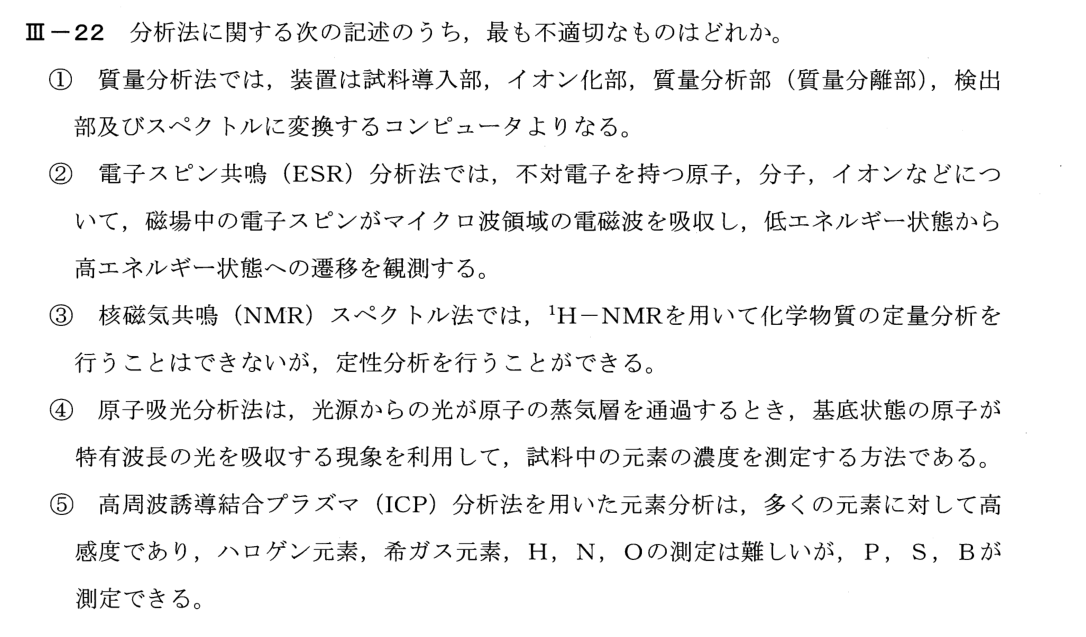 Ⅲ－22　分析法に関する次の記述のうち，最も不適切なものはどれか。
①　質量分析法では，装置は試料導入部，イオン化部，質量分析部（質量分離部），検出
部及びスペクトルに変換するコンピュータよりなる。
②　電子スピン共鳴（ESR）分析法では，不対電子を持つ原子，分子，イオンなどにつ
いて，磁場中の電子スピンがマイクロ波領域の電磁波を吸収し，低エネルギー状態から
高エネルギー状態への遷移を観測する。
③　核磁気共鳴（NMR）スペクトル法では，¹H－NMRを用いて化学物質の定量分析を
行うことはできないが，定性分析を行うことができる。
④　原子吸光分析法は，光源からの光が原子の蒸気層を通過するとき，基底状態の原子が
特有波長の光を吸収する現象を利用して，試料中の元素の濃度を測定する方法である。
⑤　高周波誘導結合プラズマ（ICP）分析法を用いた元素分析は，多くの元素に対して高
感度であり，ハロゲン元素，希ガス元素，H，N，Oの測定は難しいが，P，S，Bが
測定できる。